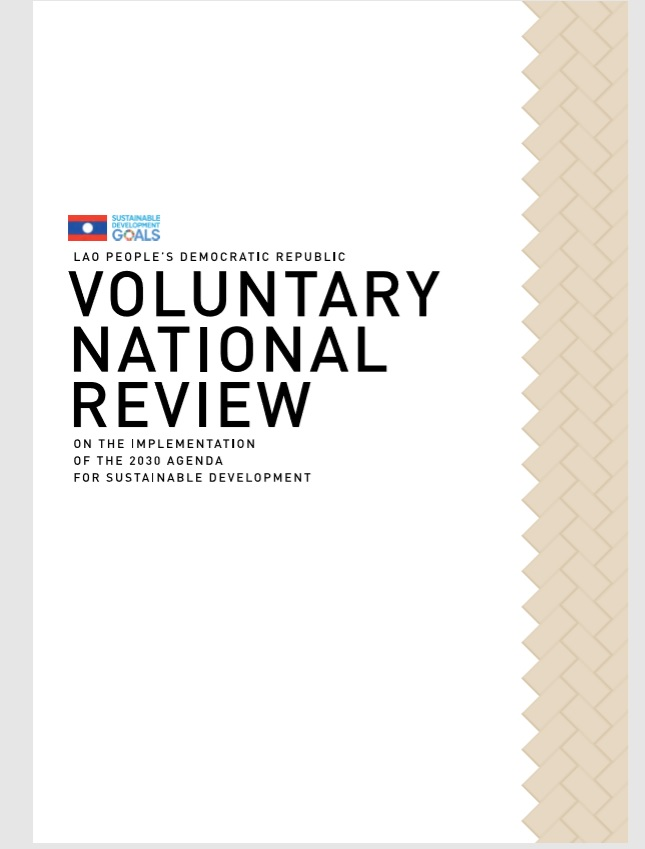 SUSTAINABLE
DEVELOPMENT
GOALS
LAO PEOPLE'S DEMOCRATIC REPUBLIC
VOLUNTARY
NATIONAL
REVIEW
ON THE IMPLEMENTATION
OF THE 2030 AGENDA
FOR SUSTAINABLE DEVELOPMENT